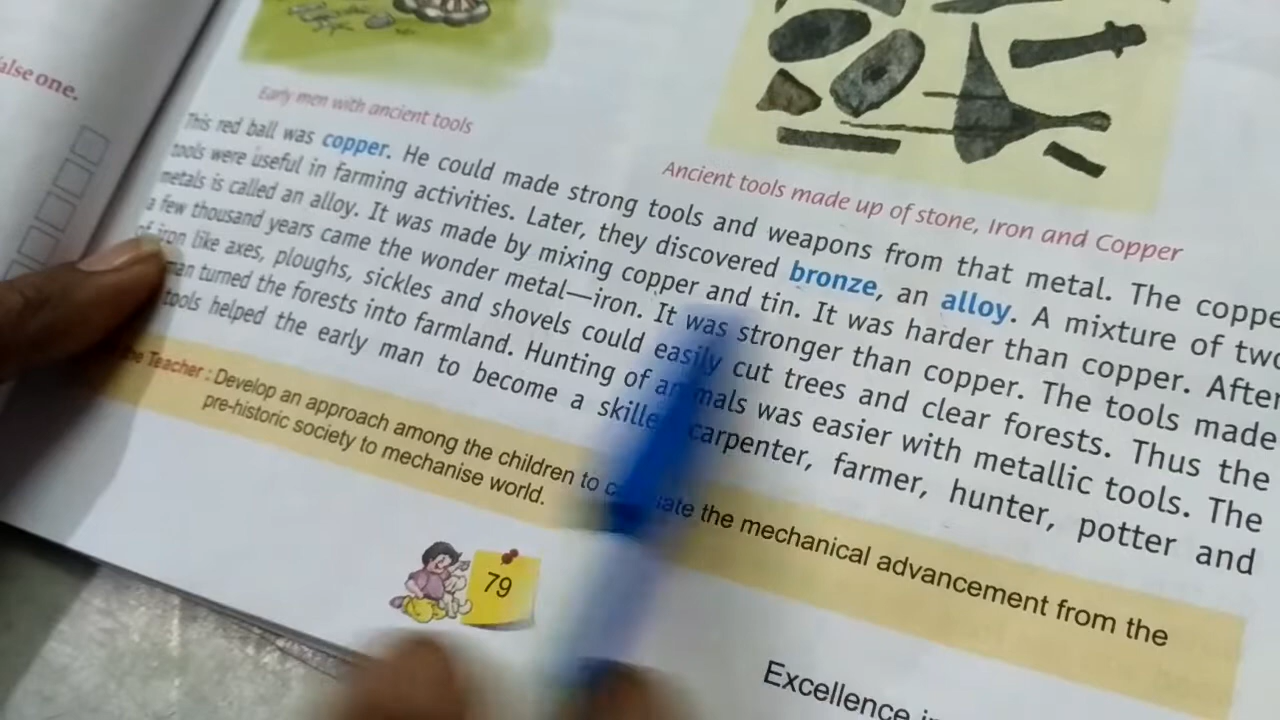 alse one.
Early men with ancient tools
Ancient tools made up of stone, Iron and Copper
This red ball was copper. He could made strong tools and weapons from that metal. The coppe
tools were useful in farming activities. Later, they discovered bronze, an alloy. A mixture of two
metals is called an alloy. It was made by mixing copper and tin. It was harder than copper. After
a few thousand years came the wonder metal—iron. It was stronger than copper. The tools made
of iron like axes, ploughs, sickles and shovels could easily cut trees and clear forests. Thus the
man turned the forests into farmland. Hunting of animals was easier with metallic tools. The
tools helped the early man to become a skille carpenter, farmer, hunter, potter and
the Teacher : Develop an approach among the children to the mechanical advancement from the
pre-historic society to mechanise world.
79
Excellence